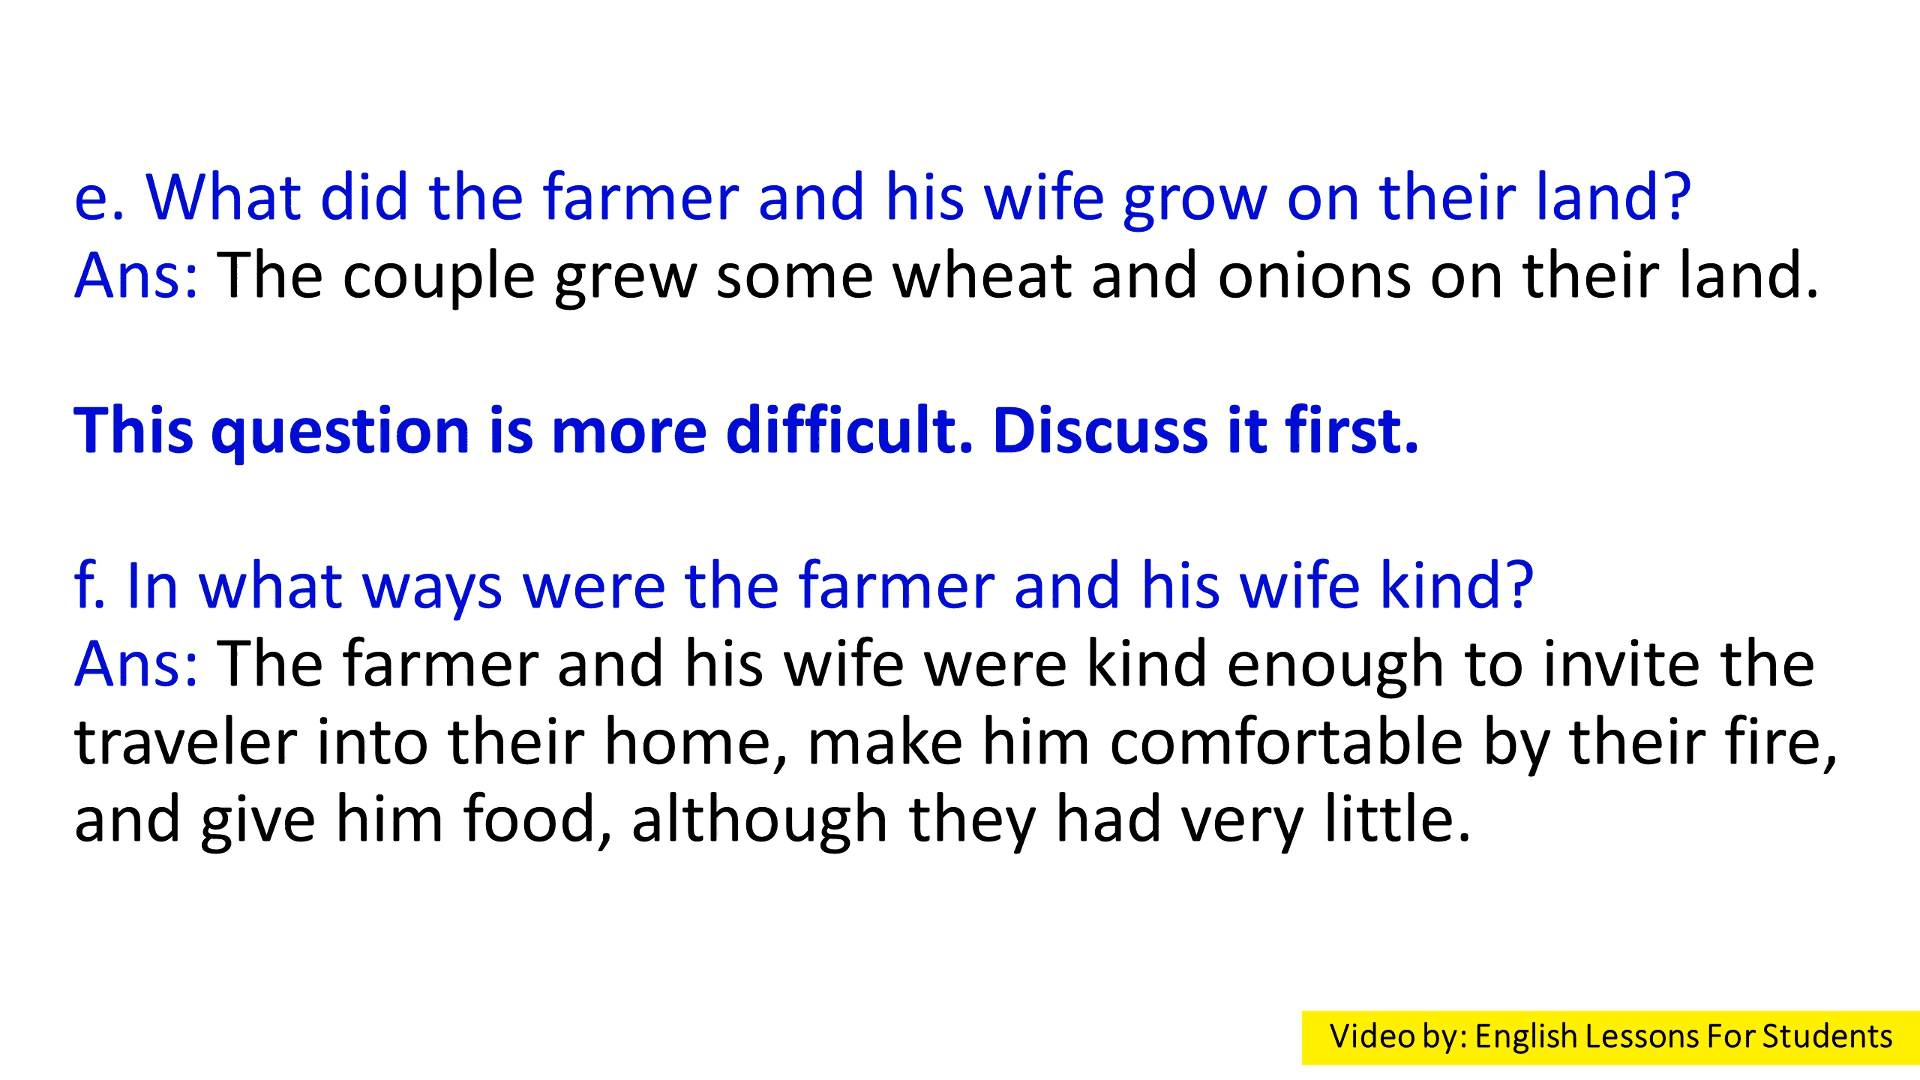 e. What did the farmer and his wife grow on their land?
Ans: The couple grew some wheat and onions on their land.
This question is more difficult. Discuss it first.
f. In what ways were the farmer and his wife kind?
Ans: The farmer and his wife were kind enough to invite the
traveler into their home, make him comfortable by their fire,
and give him food, although they had very little.
Video by: English Lessons For Students